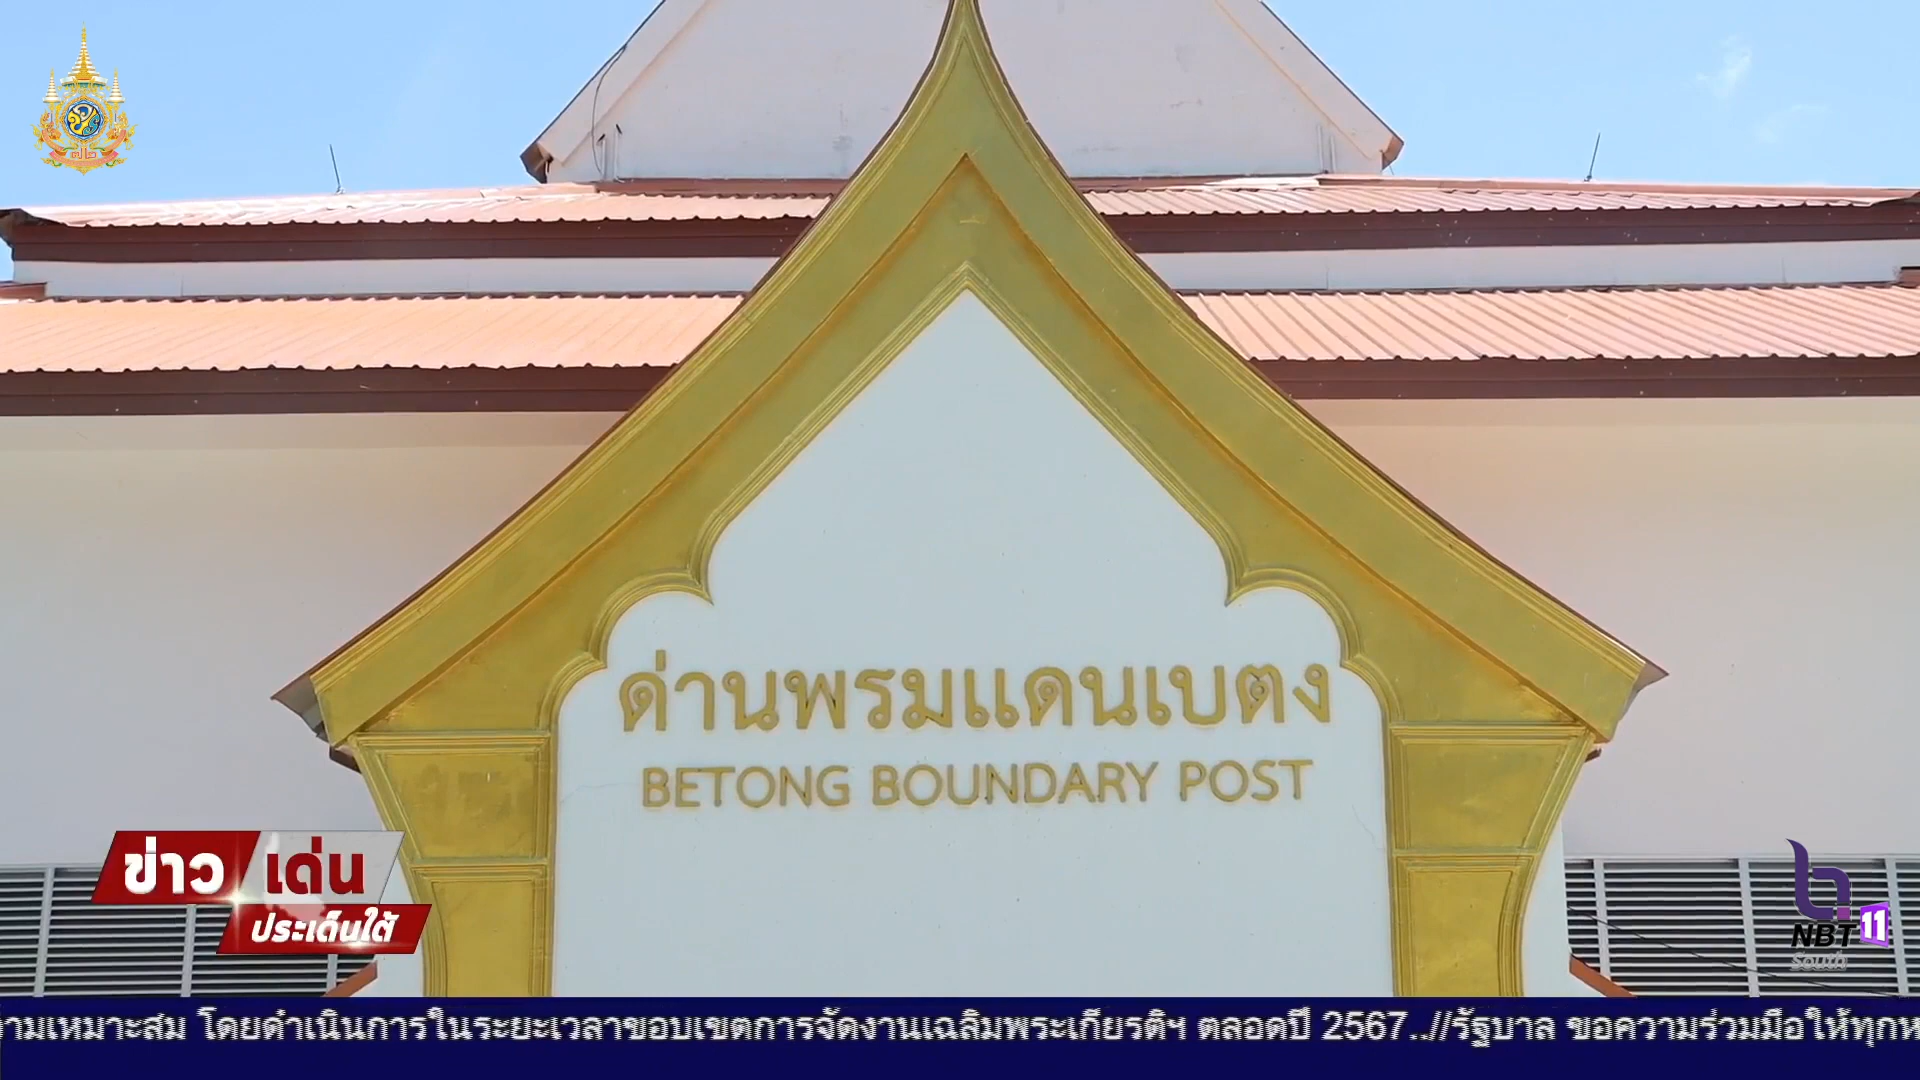 ด่านพรมแดนเบตง
BETONG BOUNDARY POST
ข่าวเด่น
ประเด็นใต้
NBT 11
South
ตามเหมาะสม โดยดำเนินการในระยะเวลาขอบเขตการจัดงานเฉลิมพระเกียรติฯ ตลอดปี 2567..//รัฐบาล ขอความร่วมมือให้ทุกห